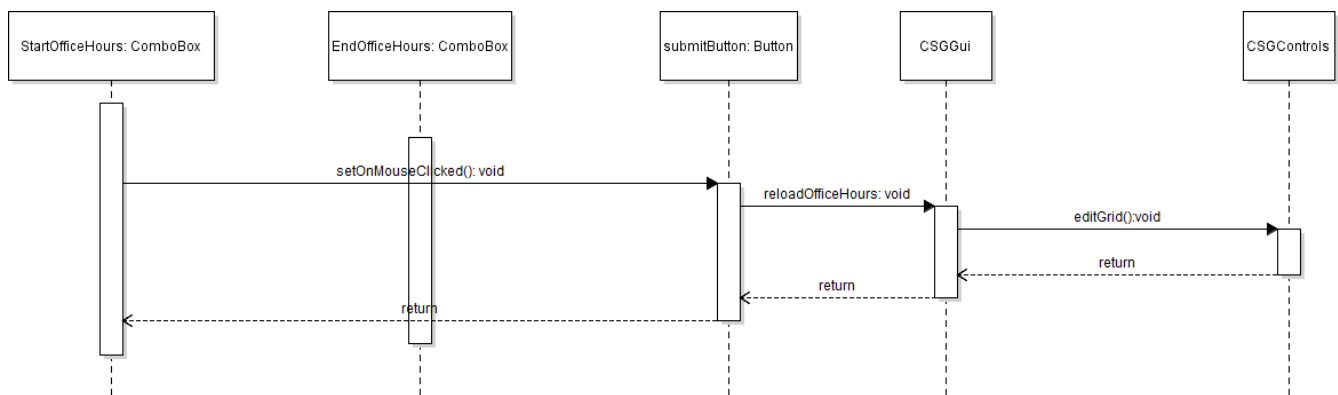 StartOfficeHours: ComboBox
EndOfficeHours: ComboBox
submitButton: Button
CSGGui
CSGControls
setOnMouseClicked(): void
reloadOfficeHours: void
editGrid():void
return
return
return